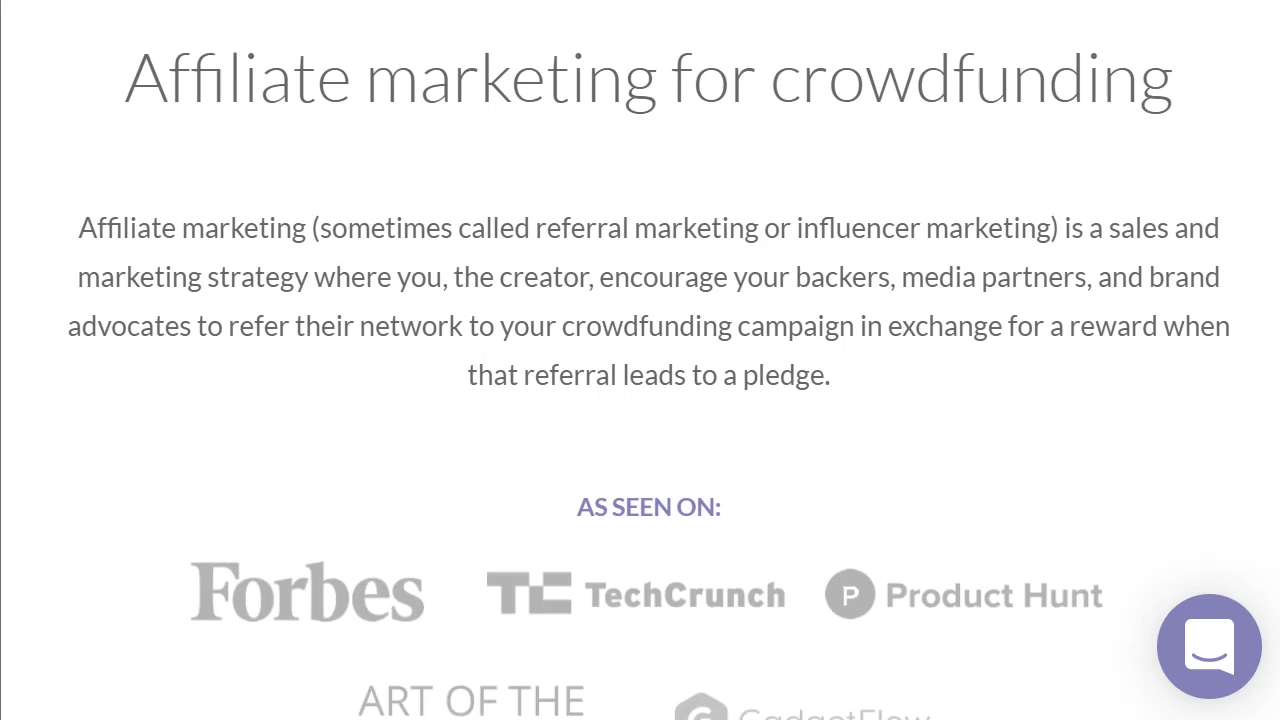 Affiliate marketing for crowdfunding
Affiliate marketing (sometimes called referral marketing or influencer marketing) is a sales and
marketing strategy where you, the creator, encourage your backers, media partners, and brand
advocates to refer their network to your crowdfunding campaign in exchange for a reward when
that referral leads to a pledge.
AS SEEN ON:
Forbes TC TechCrunch P Product Hunt
ART OF THE G GadgetFlow